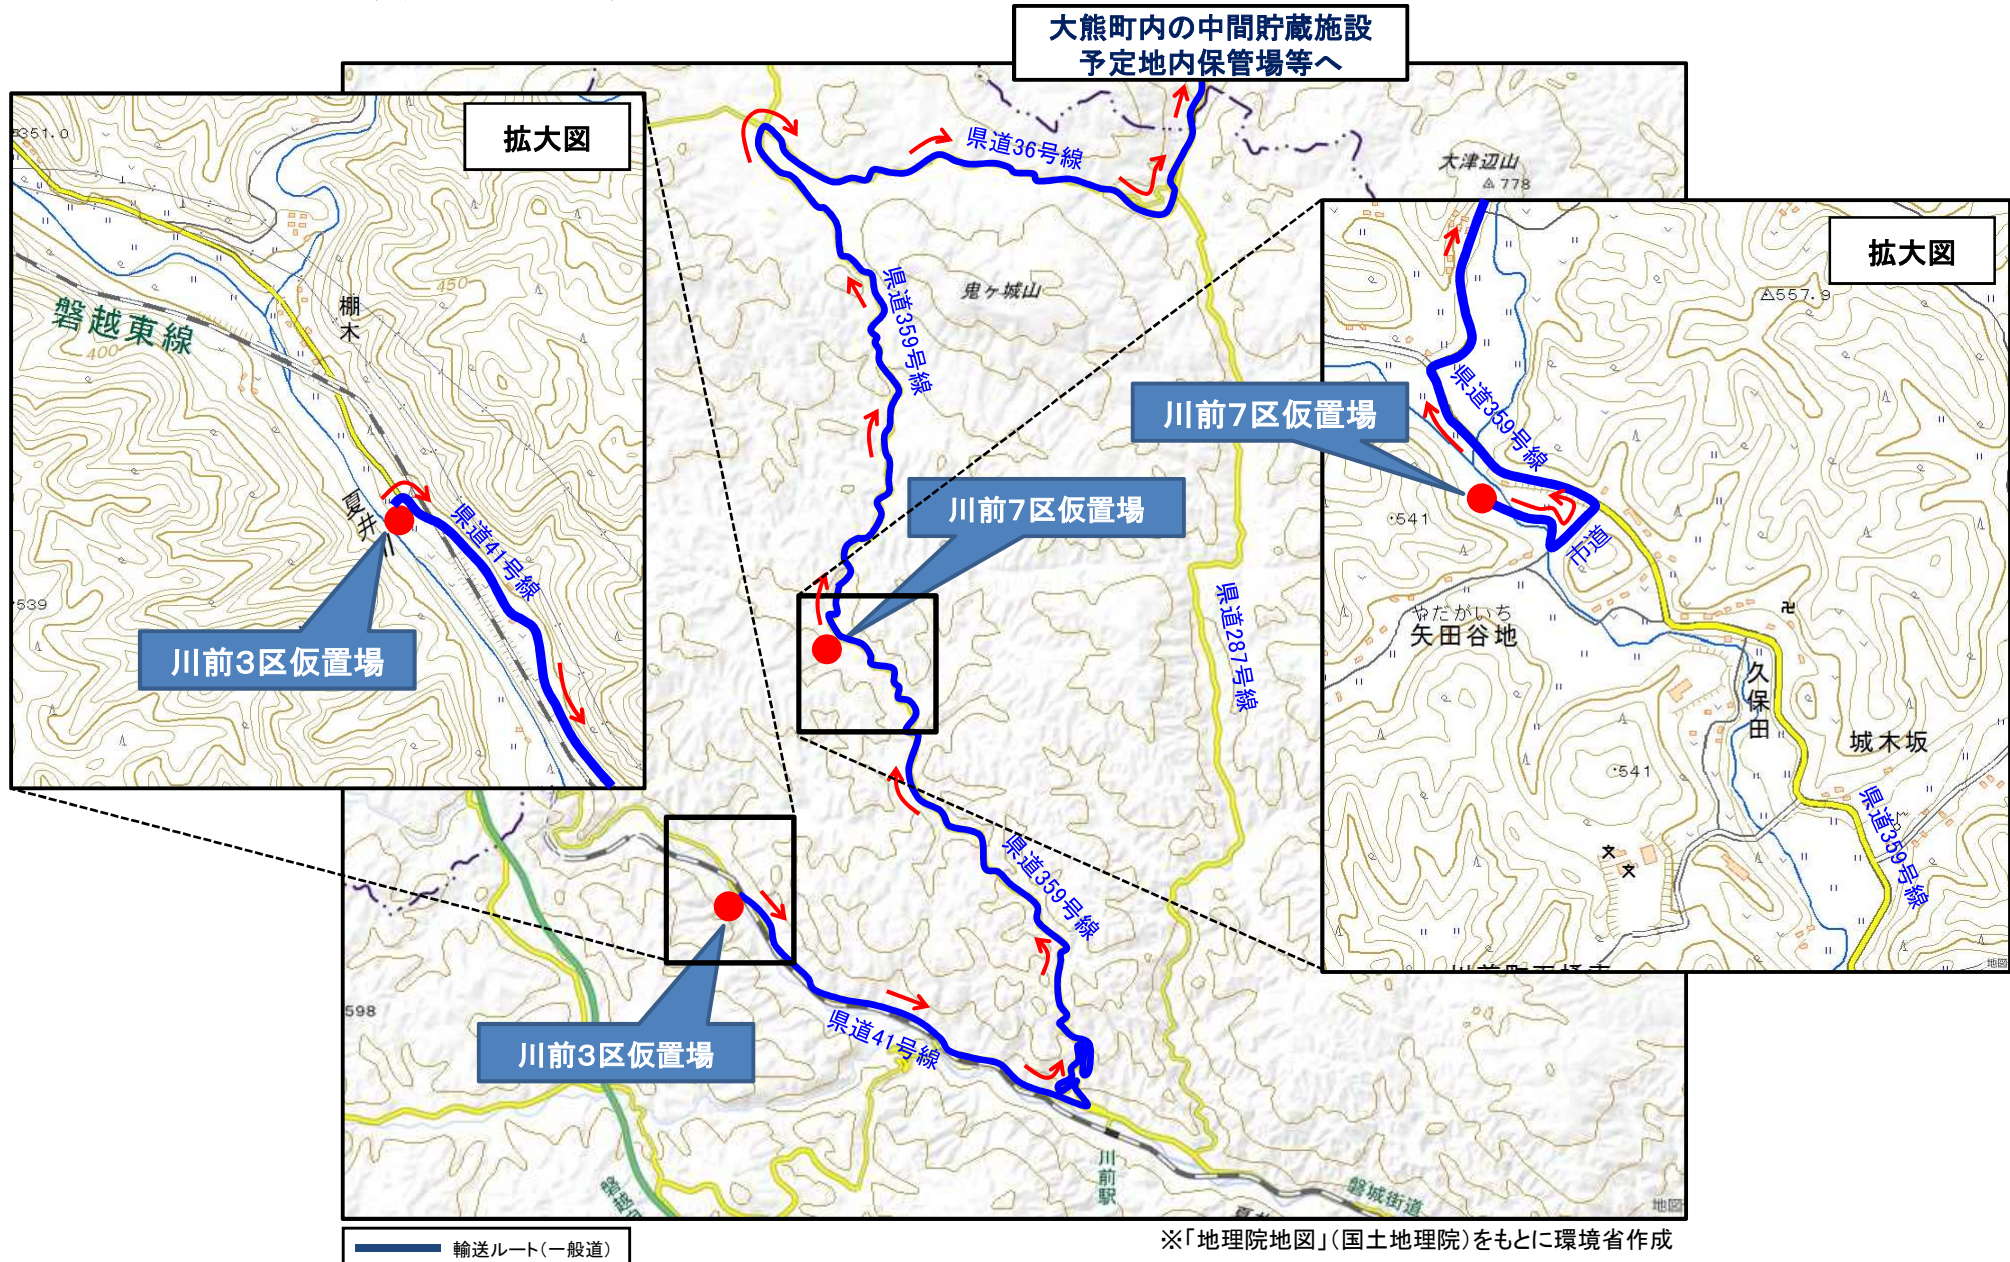 大熊町内の中間貯蔵施設
予定地内保管場等へ
拡大図
351.0
450
棚木
磐越東線
400
夏井川
県道41号線
539
川前3区仮置場
県道36号線
大津辺山
778
鬼ヶ城山
県道359号線
川前7区仮置場
県道287号線
県道359号線
川前3区仮置場
県道41号線
598
川前駅
磐城街道
地図
拡大図
557.9
川前7区仮置場
県道359号線
541
市道
やだがいち
矢田谷地
久保田
城木坂
541
県道359号線
地図
輸送ルート(一般道)
※「地理院地図」(国土地理院)をもとに環境省作成